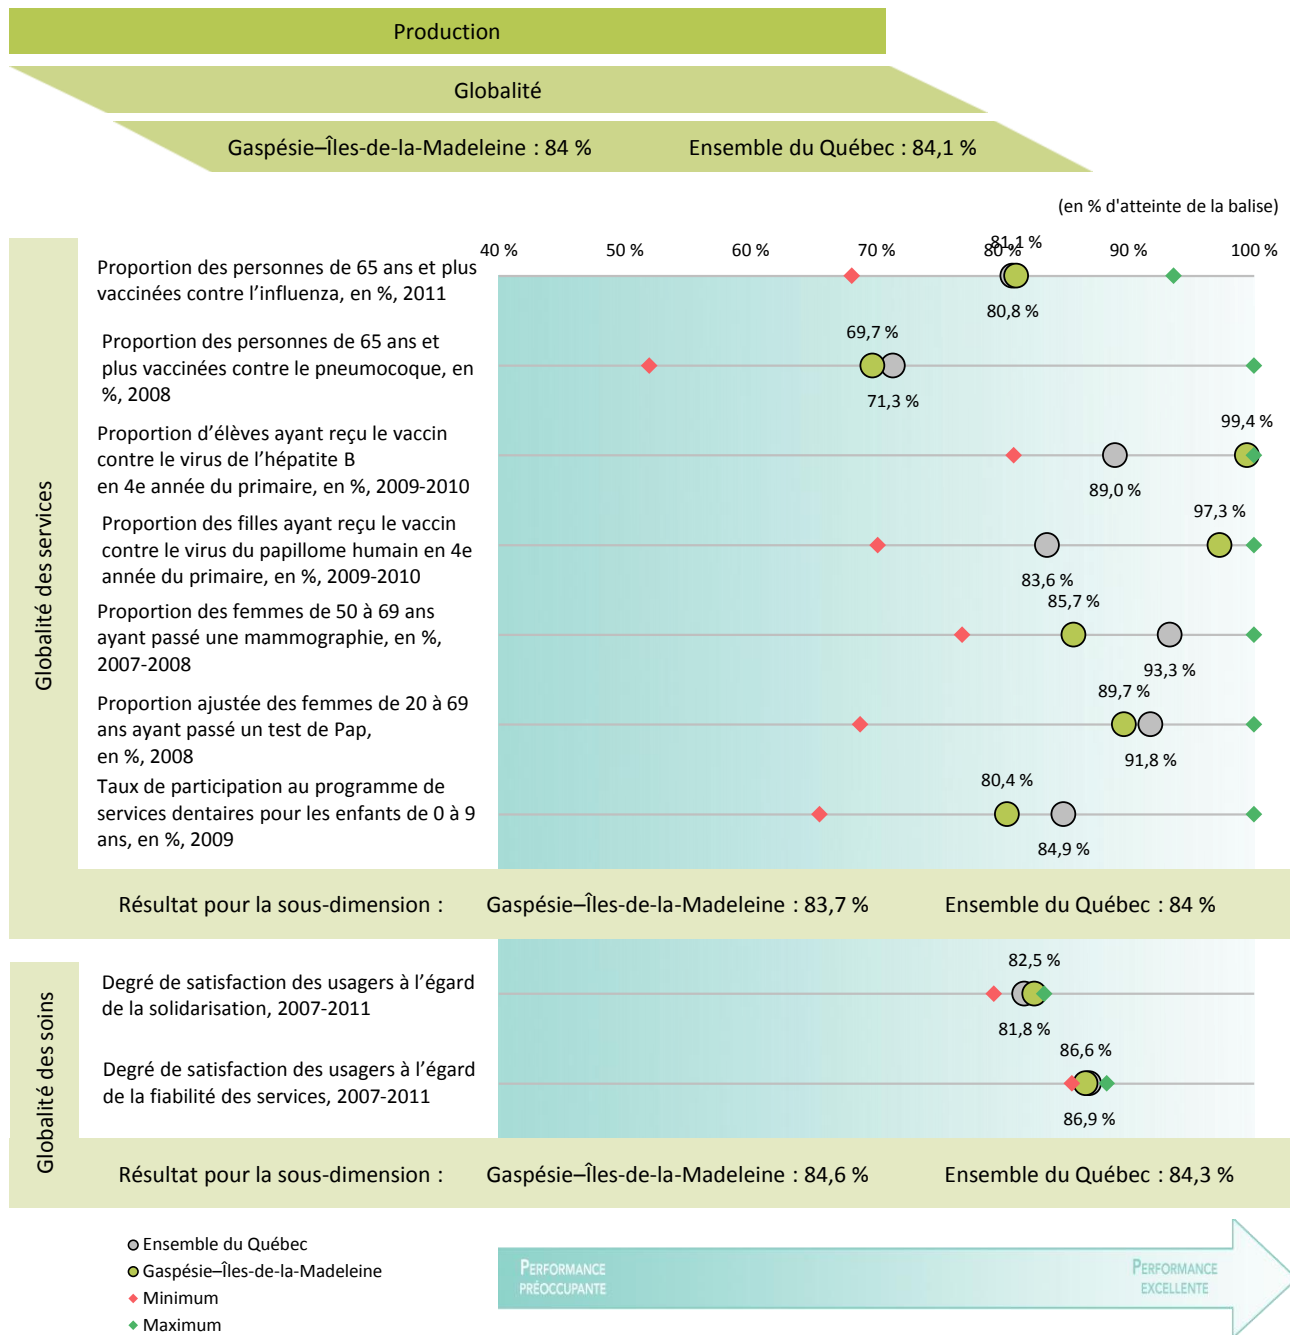 Production
Globalité
Gaspésie–Îles-de-la-Madeleine : 84 % Ensemble du Québec : 84,1 %
(en % d'atteinte de la balise)
40 % 50 % 60 % 70 % 80 % 90 % 100 %
Globalité des services
Proportion des personnes de 65 ans et plus
vaccinées contre l’influenza, en %, 2011
81,1 %
80,8 %
Proportion des personnes de 65 ans et
plus vaccinées contre le pneumocoque, en
%, 2008
69,7 %
71,3 %
Proportion d’élèves ayant reçu le vaccin
contre le virus de l’hépatite B
en 4e année du primaire, en %, 2009-2010
99,4 %
89,0 %
Proportion des filles ayant reçu le vaccin
contre le virus du papillome humain en 4e
année du primaire, en %, 2009-2010
97,3 %
83,6 %
Proportion des femmes de 50 à 69 ans
ayant passé une mammographie, en %,
2007-2008
85,7 %
93,3 %
Proportion ajustée des femmes de 20 à 69
ans ayant passé un test de Pap,
en %, 2008
89,7 %
91,8 %
Taux de participation au programme de
services dentaires pour les enfants de 0 à 9
ans, en %, 2009
80,4 %
84,9 %
Résultat pour la sous-dimension : Gaspésie–Îles-de-la-Madeleine : 83,7 % Ensemble du Québec : 84 %
Globalité des soins
Degré de satisfaction des usagers à l’égard
de la solidarisation, 2007-2011
82,5 %
81,8 %
Degré de satisfaction des usagers à l’égard
de la fiabilité des services, 2007-2011
86,6 %
86,9 %
Résultat pour la sous-dimension : Gaspésie–Îles-de-la-Madeleine : 84,6 % Ensemble du Québec : 84,3 %
Ensemble du Québec
Gaspésie–Îles-de-la-Madeleine
Minimum
Maximum
PERFORMANCE
PRÉOCCUPANTE
PERFORMANCE
EXCELLENTE